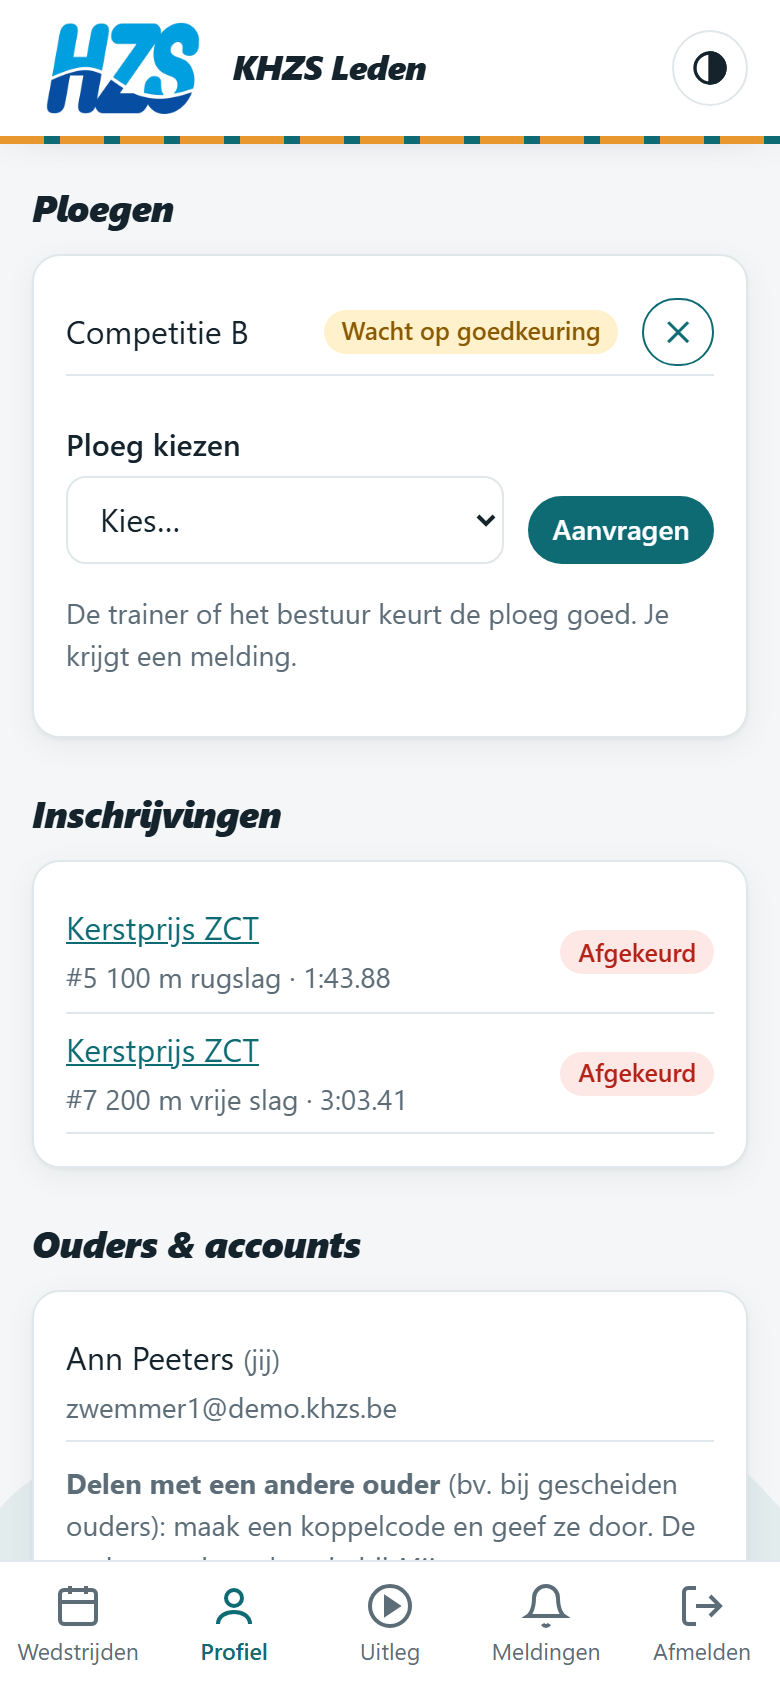 HZS
KHZS Leden
Ploegen
Competitie B
Wacht op goedkeuring
Ploeg kiezen
Kies...
Aanvragen
De trainer of het bestuur keurt de ploeg goed. Je
krijgt een melding.
Inschrijvingen
Kerstprijs ZCT
#5 100 m rugslag · 1:43.88
Afgekeurd
Kerstprijs ZCT
#7 200 m vrije slag · 3:03.41
Afgekeurd
Ouders & accounts
Ann Peeters (jij)
zwemmer1@demo.khzs.be
Delen met een andere ouder (bv. bij gescheiden
ouders): maak een koppelcode en geef ze door. De
Wedstrijden
Profiel
Uitleg
Meldingen
Afmelden